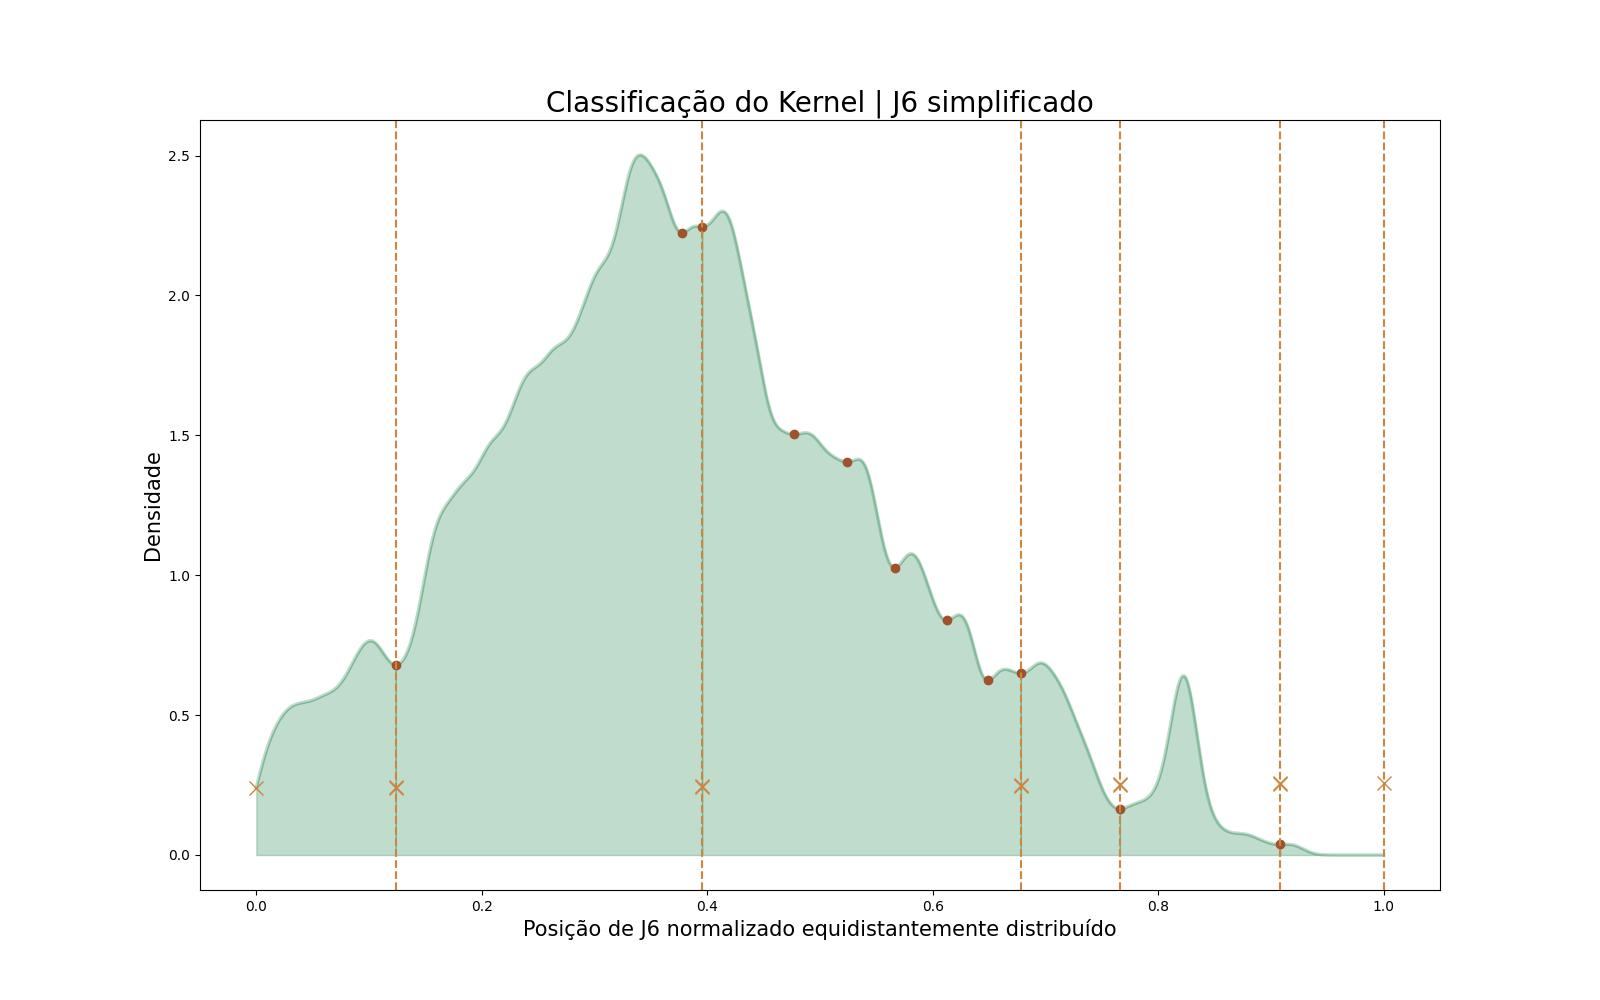 Classificação do Kernel | J6 simplificado
Densidade
2.5
2.0
1.5
1.0
0.5
0.0
0.0 0.2 0.4 0.6 0.8 1.0
Posição de J6 normalizado equidistantemente distribuído